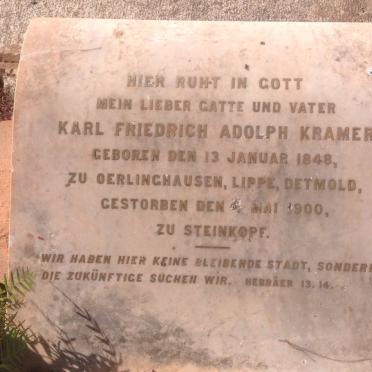 HIER RUHT IN GOTT
MEIN LIEBER GATTE UND VATER
KARL FRIEDRICH ADOLPH KRAMER
GEBOREN DEN 13 JANUAR 1848,
ZU OERLINGHAUSEN, LIPPE, DETMOLD,
GESTORBEN DEN MAI 1900,
ZU STEINKOPF.
WIR HABEN HIER KEINE BLEIBENDE STADT, SONDERN
DIE ZUKÜNFTIGE SUCHEN WIR. HEBRÄER 13. 14.